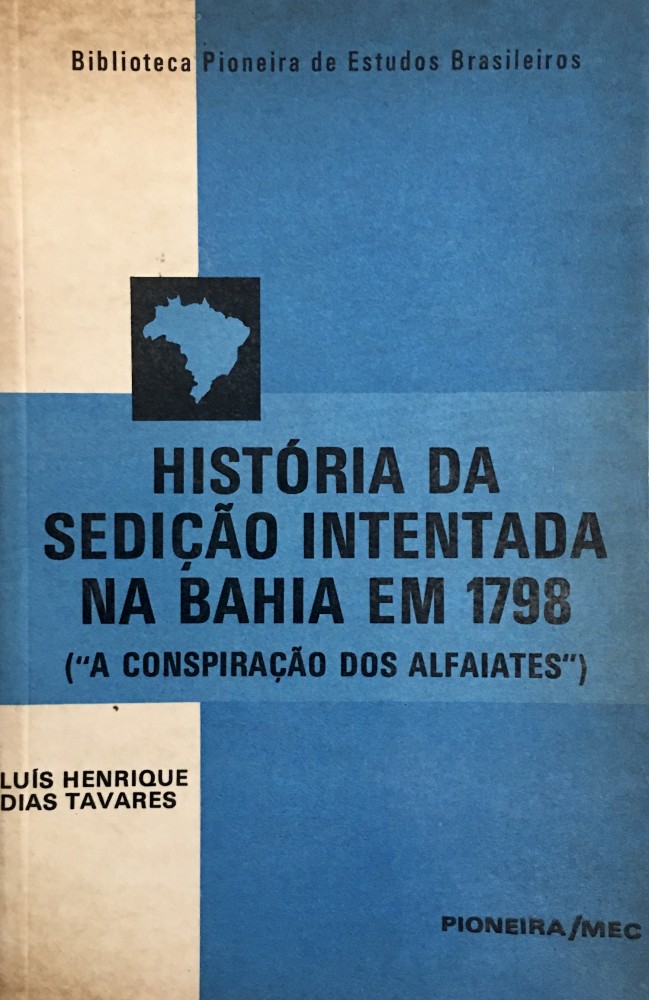 Biblioteca Pioneira de Estudos Brasileiros
HISTÓRIA DA
SEDIÇÃO INTENTADA
NA BAHIA EM 1798
("A CONSPIRAÇÃO DOS ALFAIATES")
LUÍS HENRIQUE
DIAS TAVARES
PIONEIRA/MEC